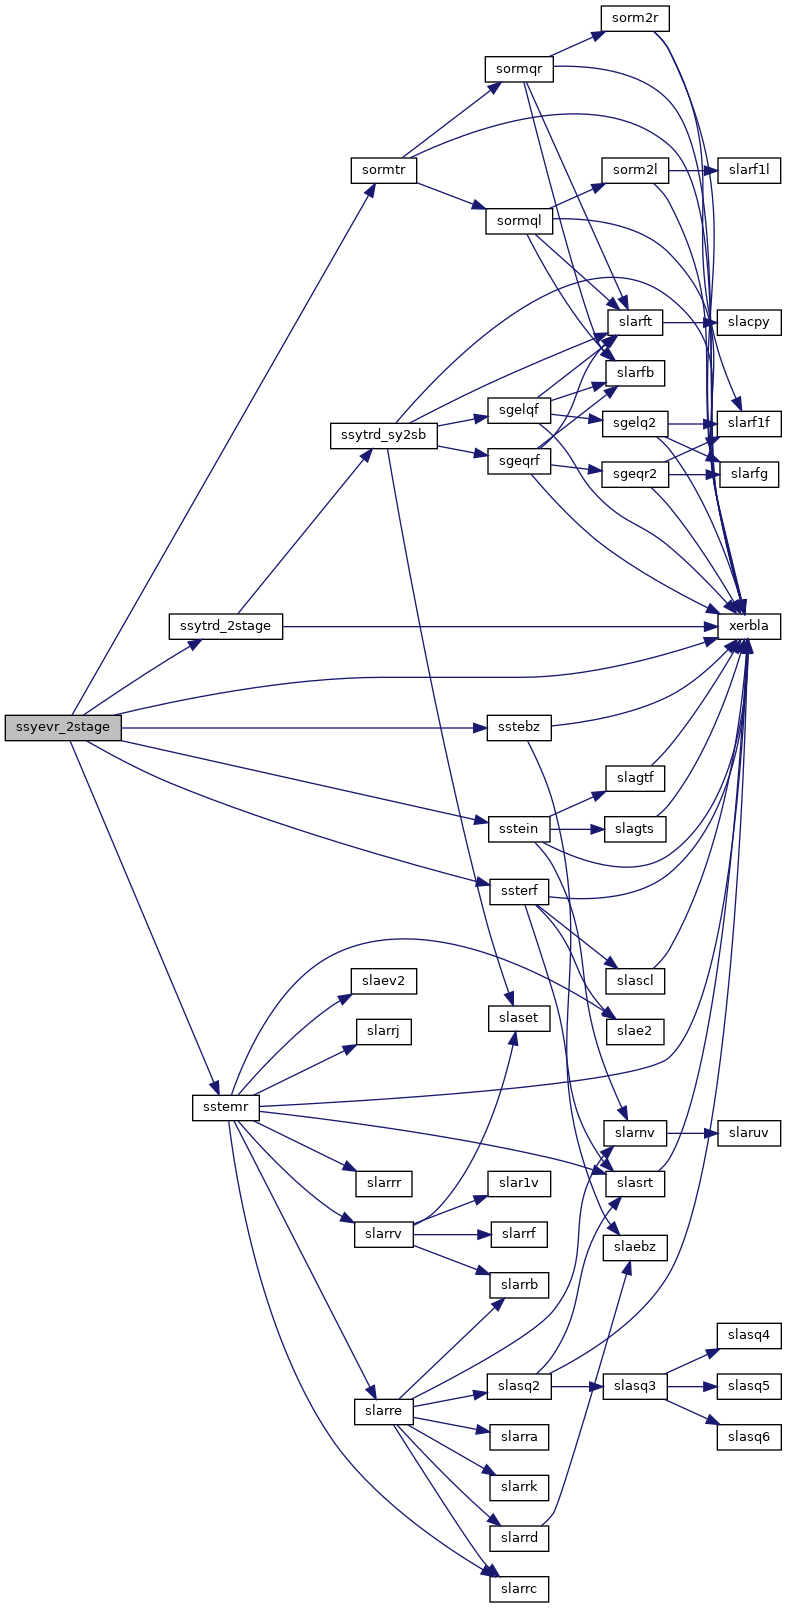 sorm2r
sormqr
sormtr
sorm2l
slarf1l
sormql
slarft
slacpy
slarfb
sgelqf
sgelq2
slarf1f
ssytrd_sy2sb
sgeqrf
sgeqr2
slarfg
ssytrd_2stage
xerbla
ssyevr_2stage
sstebz
slagtf
sstein
slagts
ssterf
slaev2
slascl
slaset
slarrj
slae2
sstemr
slarnv
slaruv
slarrr
slar1v
slasrt
slarrv
slarrf
slaebz
slarrb
slasq4
slasq2
slasq3
slasq5
slarre
slarra
slasq6
slarrk
slarrd
slarrc